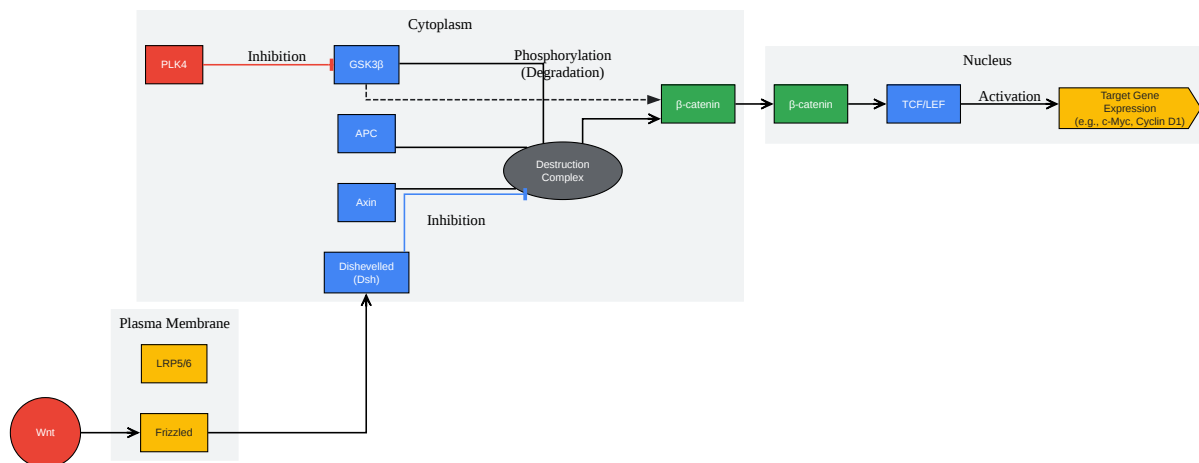 Cytoplasm
PLK4
Inhibition
GSK3β
Phosphorylation
(Degradation)
β-catenin
APC
Destruction
Complex
Axin
Inhibition
Dishevelled
(Dsh)
Nucleus
β-catenin
TCF/LEF
Activation
Target Gene
Expression
(e.g., c-Myc, Cyclin D1)
Plasma Membrane
LRP5/6
Wnt
Frizzled